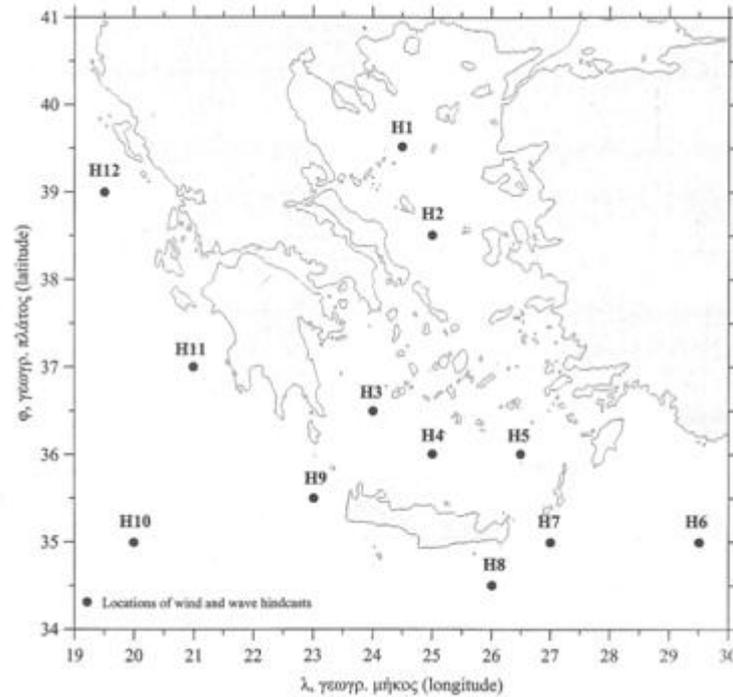 41
40
H1
39
H12
H2
38
φ, γεωγρ. πλάτος (latitude)
37
H11
H3
36
H4
H5
H9
35
H10
H7
H6
H8
Locations of wind and wave hindcasts
34
19 20 21 22 23 24 25 26 27 28 29 30
λ, γεωγρ. μήκος (longitude)